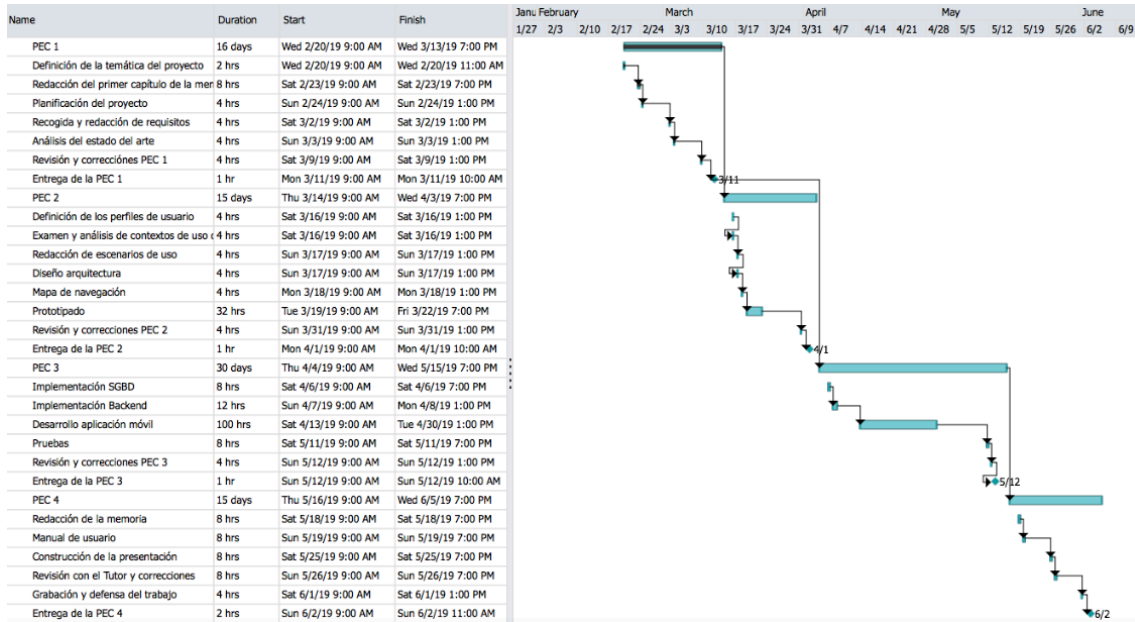 Name Duration Start Finish Janu February March April May June
1/27 2/3 2/10 2/17 2/24 3/3 3/10 3/17 3/24 3/31 4/7 4/14 4/21 4/28 5/5 5/12 5/19 5/26 6/2 6/9
PEC 1 16 days Wed 2/20/19 9:00 AM Wed 3/13/19 7:00 PM
Definición de la temática del proyecto 2 hrs Wed 2/20/19 9:00 AM Wed 2/20/19 11:00 AM
Redacción del primer capítulo de la mer 8 hrs Sat 2/23/19 9:00 AM Sat 2/23/19 7:00 PM
Planificación del proyecto 4 hrs Sun 2/24/19 9:00 AM Sun 2/24/19 1:00 PM
Recogida y redacción de requisitos 4 hrs Sat 3/2/19 9:00 AM Sat 3/2/19 1:00 PM
Análisis del estado del arte 4 hrs Sun 3/3/19 9:00 AM Sun 3/3/19 1:00 PM
Revisión y correcciónes PEC 1 4 hrs Sat 3/9/19 9:00 AM Sat 3/9/19 1:00 PM
Entrega de la PEC 1 1 hr Mon 3/11/19 9:00 AM Mon 3/11/19 10:00 AM 3/11
PEC 2 15 days Thu 3/14/19 9:00 AM Wed 4/3/19 7:00 PM
Definición de los perfiles de usuario 4 hrs Sat 3/16/19 9:00 AM Sat 3/16/19 1:00 PM
Examen y análisis de contextos de uso 4 hrs Sat 3/16/19 9:00 AM Sat 3/16/19 1:00 PM
Redacción de escenarios de uso 4 hrs Sun 3/17/19 9:00 AM Sun 3/17/19 1:00 PM
Diseño arquitectura 4 hrs Sun 3/17/19 9:00 AM Sun 3/17/19 1:00 PM
Mapa de navegación 4 hrs Mon 3/18/19 9:00 AM Mon 3/18/19 1:00 PM
Prototipado 32 hrs Tue 3/19/19 9:00 AM Fri 3/22/19 7:00 PM
Revisión y correcciones PEC 2 4 hrs Sun 3/31/19 9:00 AM Sun 3/31/19 1:00 PM
Entrega de la PEC 2 1 hr Mon 4/1/19 9:00 AM Mon 4/1/19 10:00 AM 4/1
PEC 3 30 days Thu 4/4/19 9:00 AM Wed 5/15/19 7:00 PM
Implementación SGBD 8 hrs Sat 4/6/19 9:00 AM Sat 4/6/19 7:00 PM
Implementación Backend 12 hrs Sun 4/7/19 9:00 AM Mon 4/8/19 1:00 PM
Desarrollo aplicación móvil 100 hrs Sat 4/13/19 9:00 AM Tue 4/30/19 1:00 PM
Pruebas 8 hrs Sat 5/11/19 9:00 AM Sat 5/11/19 7:00 PM
Revisión y correcciones PEC 3 4 hrs Sun 5/12/19 9:00 AM Sun 5/12/19 1:00 PM
Entrega de la PEC 3 1 hr Sun 5/12/19 9:00 AM Sun 5/12/19 10:00 AM 5/12
PEC 4 15 days Thu 5/16/19 9:00 AM Wed 6/5/19 7:00 PM
Redacción de la memoria 8 hrs Sat 5/18/19 9:00 AM Sat 5/18/19 7:00 PM
Manual de usuario 8 hrs Sun 5/19/19 9:00 AM Sun 5/19/19 7:00 PM
Construcción de la presentación 8 hrs Sat 5/25/19 9:00 AM Sat 5/25/19 7:00 PM
Revisión con el Tutor y correcciones 8 hrs Sun 5/26/19 9:00 AM Sun 5/26/19 7:00 PM
Grabación y defensa del trabajo 4 hrs Sat 6/1/19 9:00 AM Sat 6/1/19 1:00 PM
Entrega de la PEC 4 2 hrs Sun 6/2/19 9:00 AM Sun 6/2/19 11:00 AM 6/2